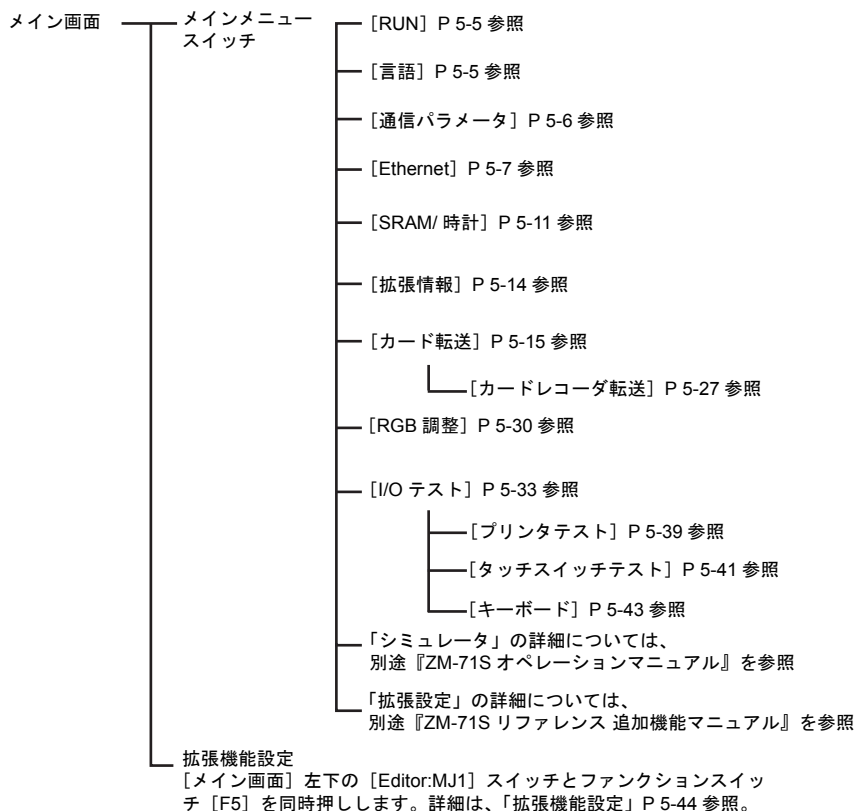 メイン画面
メインメニュー
スイッチ
［RUN］P 5-5 参照
［言語］P 5-5 参照
［通信パラメータ］P 5-6 参照
［Ethernet］P 5-7 参照
［SRAM/ 時計］P 5-11 参照
［拡張情報］P 5-14 参照
［カード転送］P 5-15 参照
［カードレコーダ転送］P 5-27 参照
［RGB 調整］P 5-30 参照
［I/O テスト］P 5-33 参照
［プリンタテスト］P 5-39 参照
［タッチスイッチテスト］P 5-41 参照
［キーボード］P 5-43 参照
「シミュレータ」の詳細については、
別途『ZM-71S オペレーションマニュアル』を参照
「拡張設定」の詳細については、
別途『ZM-71S リファレンス 追加機能マニュアル』を参照
拡張機能設定
［メイン画面］左下の［Editor:MJ1］スイッチとファンクションスイッ
チ［F5］を同時押しします。詳細は、「拡張機能設定」P 5-44 参照。